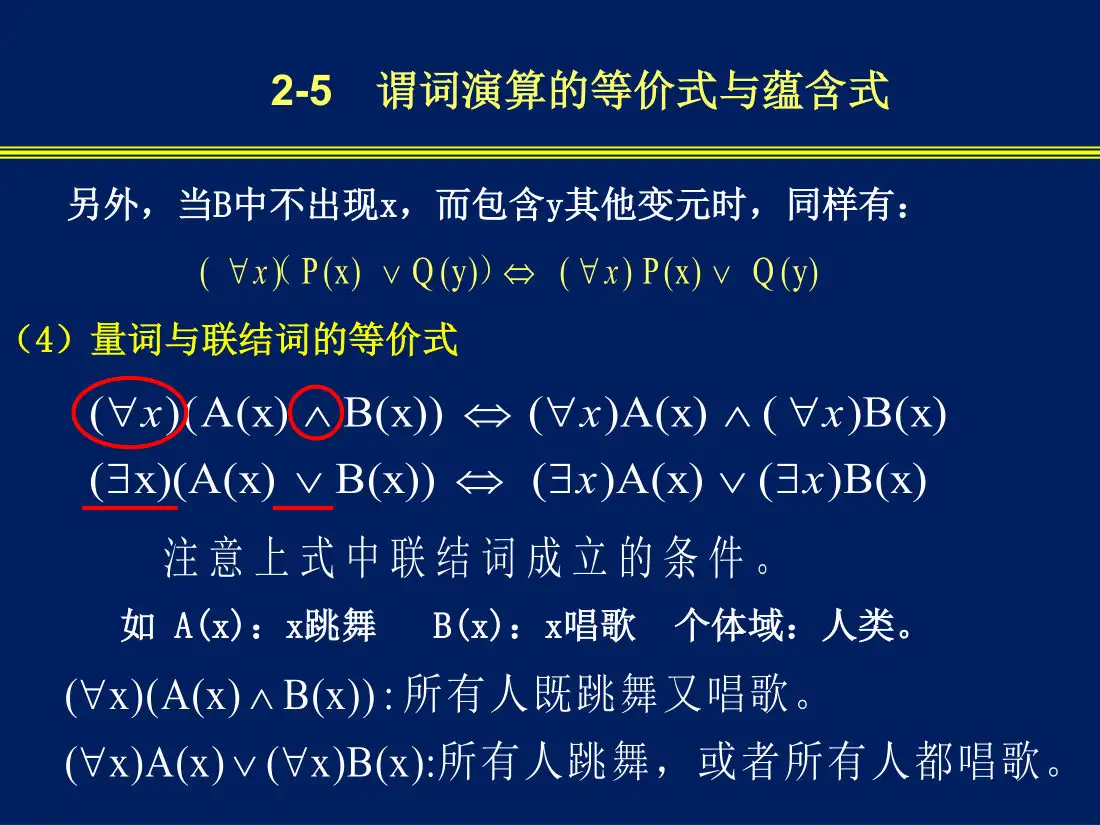 2-5 谓词演算的等价式与蕴含式
另外，当B中不出现x，而包含y其他变元时，同样有：
( ∀x)( P(x) ∨ Q(y)) ⇔ (∀x) P(x) ∨ Q(y)
（4）量词与联结词的等价式
(∀x)(A(x) ∧ B(x)) ⇔ (∀x)A(x) ∧ ( ∀x)B(x)
(∃x)(A(x) ∨ B(x)) ⇔ (∃x)A(x) ∨ (∃x)B(x)
注意上式中联结词成立的条件。
如 A(x)：x跳舞 B(x)：x唱歌 个体域：人类。
(∀x)(A(x) ∧ B(x)) : 所有人既跳舞又唱歌。
(∀x)A(x) ∨ (∀x)B(x):所有人跳舞，或者所有人都唱歌。